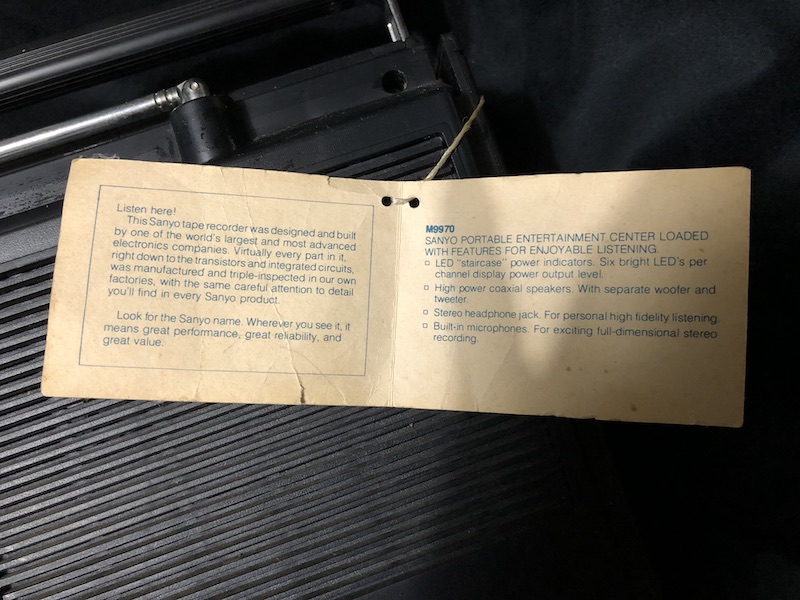 Listen here!
This Sanyo tape recorder was designed and built
by one of the world's largest and most advanced
electronics companies. Virtually every part in it,
right down to the transistors and integrated circuits,
was manufactured and triple-inspected in our own
factories, with the same careful attention to detail
you'll find in every Sanyo product.
Look for the Sanyo name. Wherever you see it, it
means great performance, great reliability, and
great value.
M9970
SANYO PORTABLE ENTERTAINMENT CENTER LOADED
WITH FEATURES FOR ENJOYABLE LISTENING.
□ LED "staircase" power indicators. Six bright LED's per
channel display power output level.
□ High power coaxial speakers. With separate woofer and
tweeter.
□ Stereo headphone jack. For personal high fidelity listening.
□ Built-in microphones. For exciting full-dimensional stereo
recording.